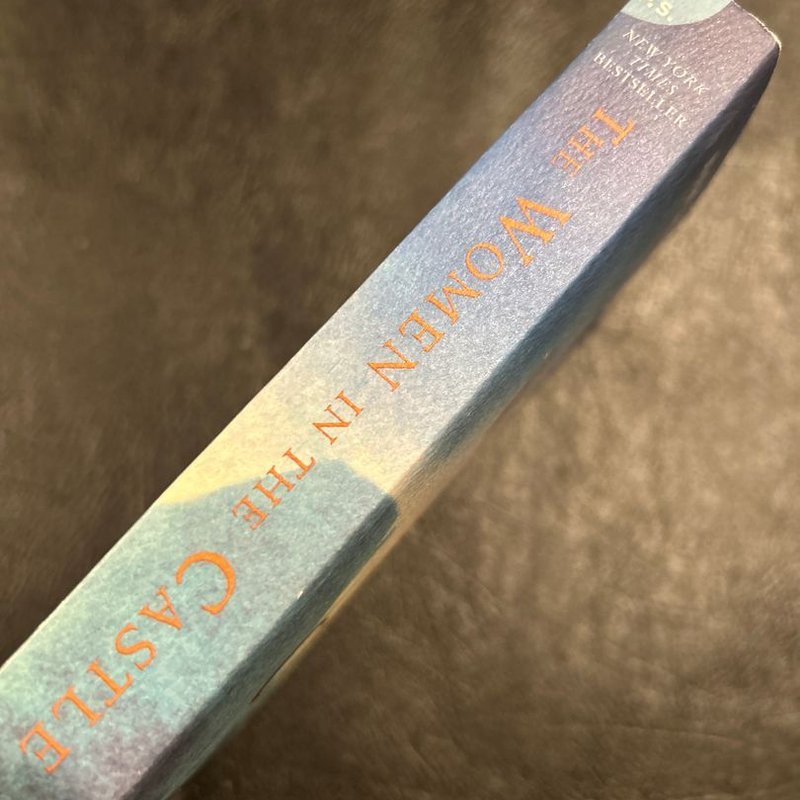 .S.
NEW YORK
TIMES
BESTSELLER
THE WOMEN IN THE CASTLE